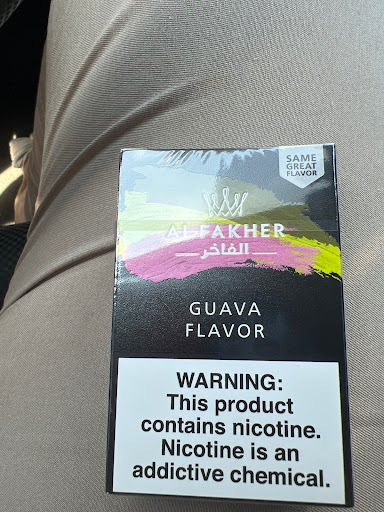 SAME
GREAT
FLAVOR
AL FAKHER
الفاخر
GUAVA
FLAVOR
WARNING:
This product
contains nicotine.
Nicotine is an
addictive chemical.